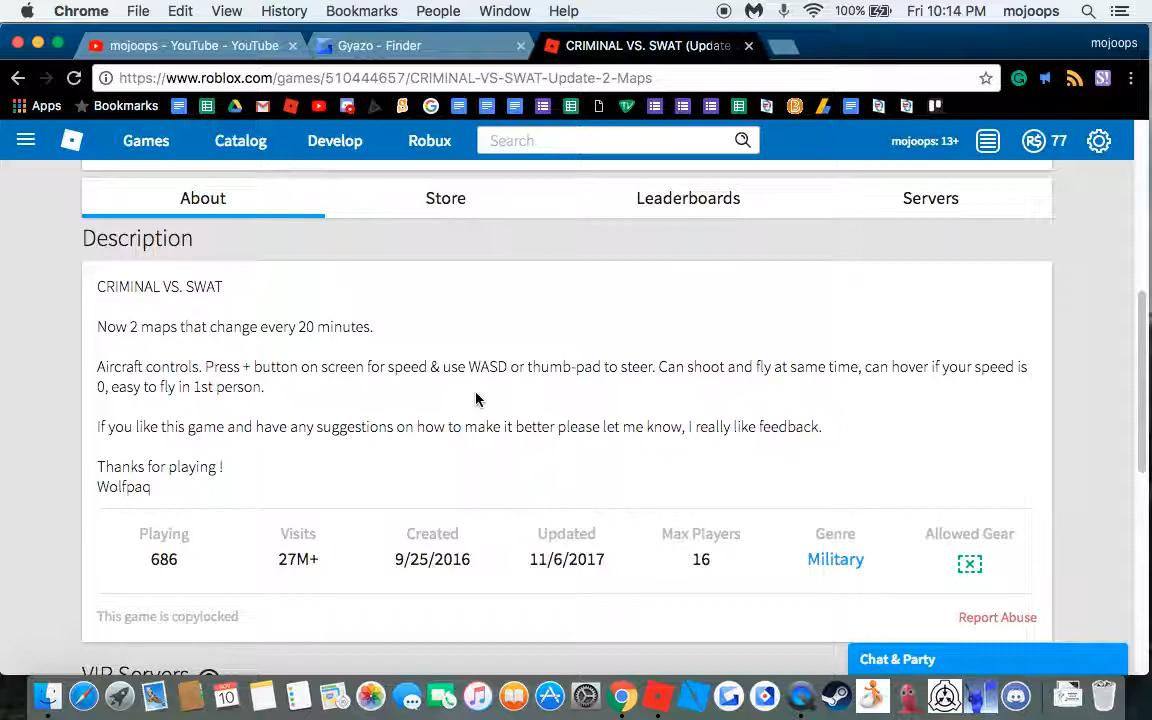 Chrome File Edit View History Bookmarks People Window Help 100% Fri 10:14 PM mojoops
mojoops - YouTube - YouTube Gyazo - Finder CRIMINAL VS. SWAT (Update mojoops
https://www.roblox.com/games/510444657/CRIMINAL-VS-SWAT-Update-2-Maps
Apps Bookmarks
Games Catalog Develop Robux Search mojoops: 13+ R$ 77
About Store Leaderboards Servers
Description
CRIMINAL VS. SWAT
Now 2 maps that change every 20 minutes.
Aircraft controls. Press + button on screen for speed & use WASD or thumb-pad to steer. Can shoot and fly at same time, can hover if your speed is
0, easy to fly in 1st person.
If you like this game and have any suggestions on how to make it better please let me know, I really like feedback.
Thanks for playing !
Wolfpaq
Playing Visits Created Updated Max Players Genre Allowed Gear
686 27M+ 9/25/2016 11/6/2017 16 Military
This game is copylocked Report Abuse
VIP Servers
Chat & Party
NOV
10